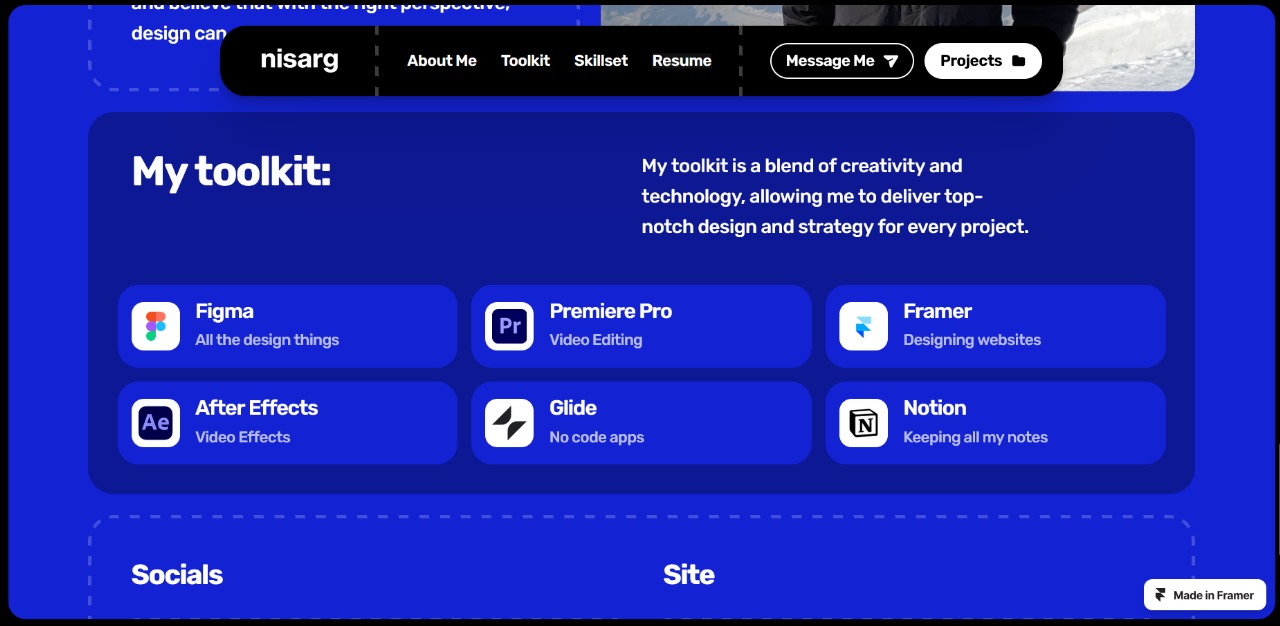 and believe that with the right perspective,
design can
nisarg
About Me
Toolkit
Skillset
Resume
Message Me
Projects
My toolkit:
My toolkit is a blend of creativity and
technology, allowing me to deliver top-
notch design and strategy for every project.
Figma
All the design things
Pr
Premiere Pro
Video Editing
Framer
Designing websites
Ae
After Effects
Video Effects
Glide
No code apps
N
Notion
Keeping all my notes
Socials
Site
Made in Framer